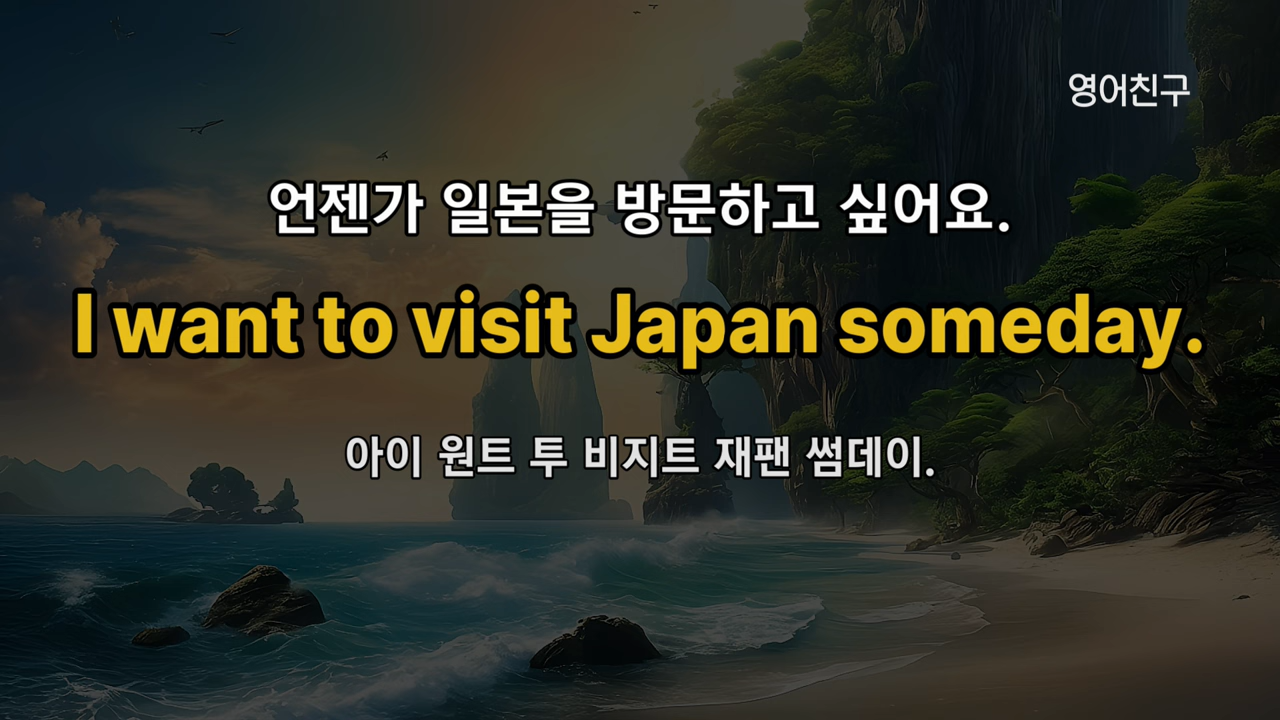 영어친구
언젠가 일본을 방문하고 싶어요.
I want to visit Japan someday.
아이 원트 투 비지트 재팬 썸데이.